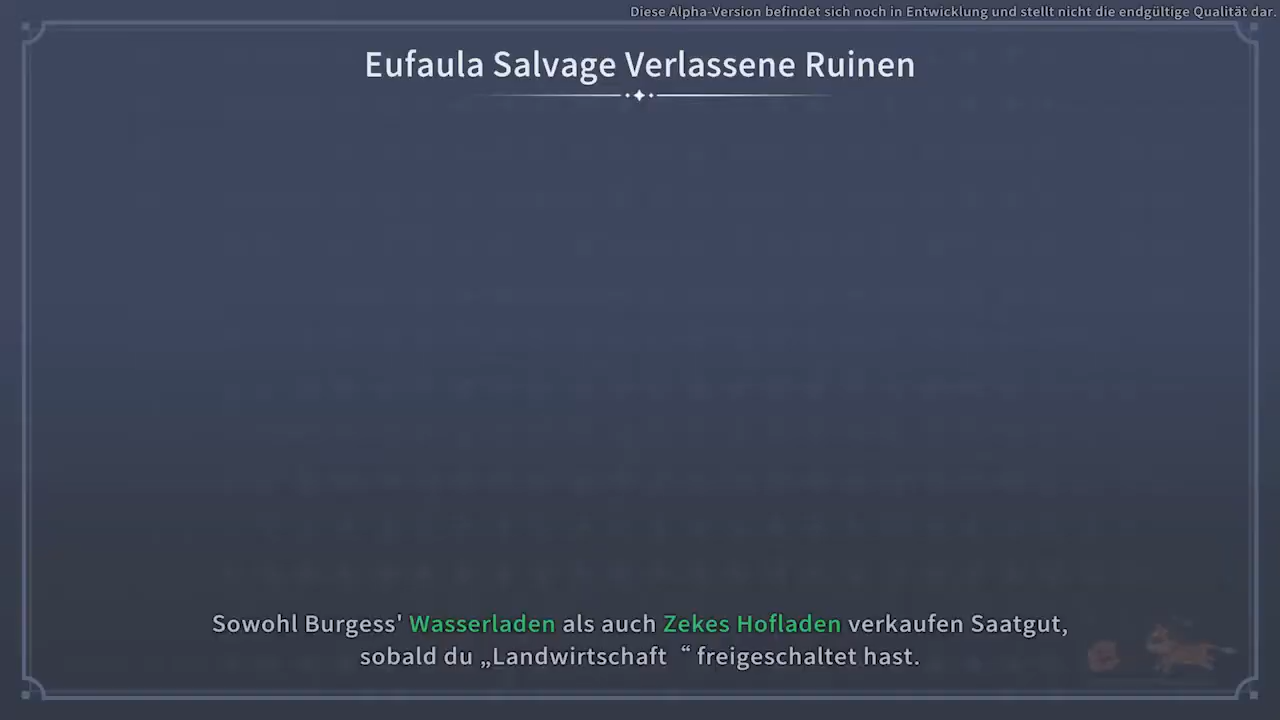 Diese Alpha-Version befindet sich noch in Entwicklung und stellt nicht die endgültige Qualität dar.
Eufaula Salvage Verlassene Ruinen
Sowohl Burgess' Wasserladen als auch Zekes Hofladen verkaufen Saatgut,
sobald du „Landwirtschaft “ freigeschaltet hast.